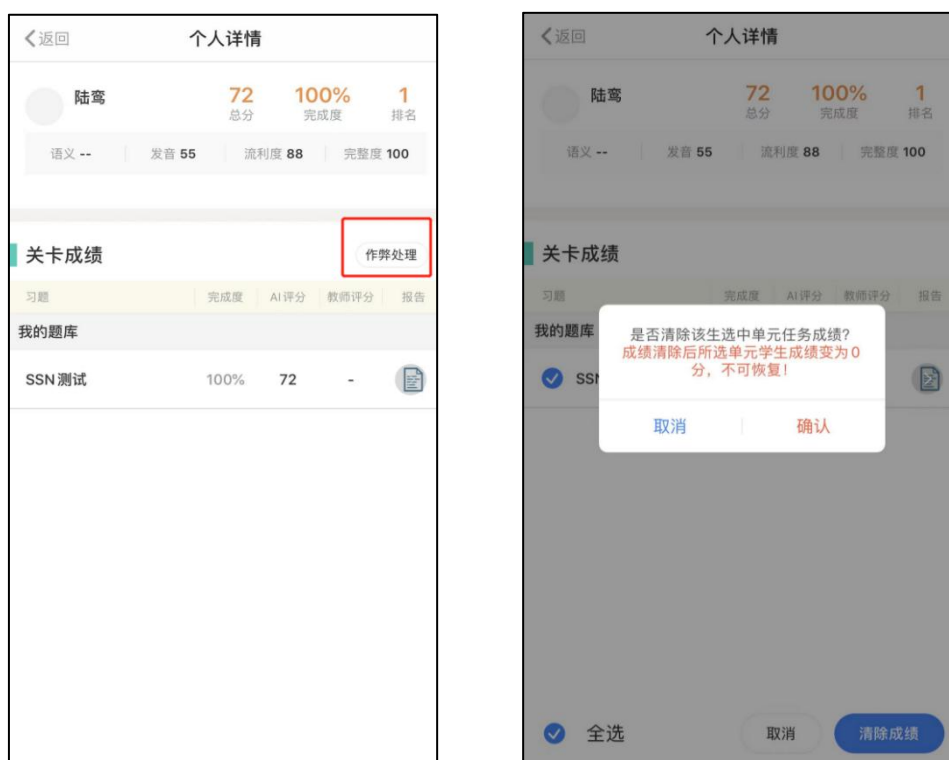 返回
个人详情
陆鸾
72 100% 1
总分 完成度 排名
语义 -- 发音 55 流利度 88 完整度 100
关卡成绩
作弊处理
习题 完成度 AI评分 教师评分 报告
我的题库
SSN测试 100% 72 -
返回
个人详情
陆鸾
72 100% 1
总分 完成度 排名
语义 -- 发音 55 流利度 88 完整度 100
关卡成绩
习题 完成度 AI评分 教师评分 报告
我的题库
SSN
是否清除该生选中单元任务成绩?
成绩清除后所选单元学生成绩变为0
分，不可恢复!
取消 确认
全选 取消 清除成绩